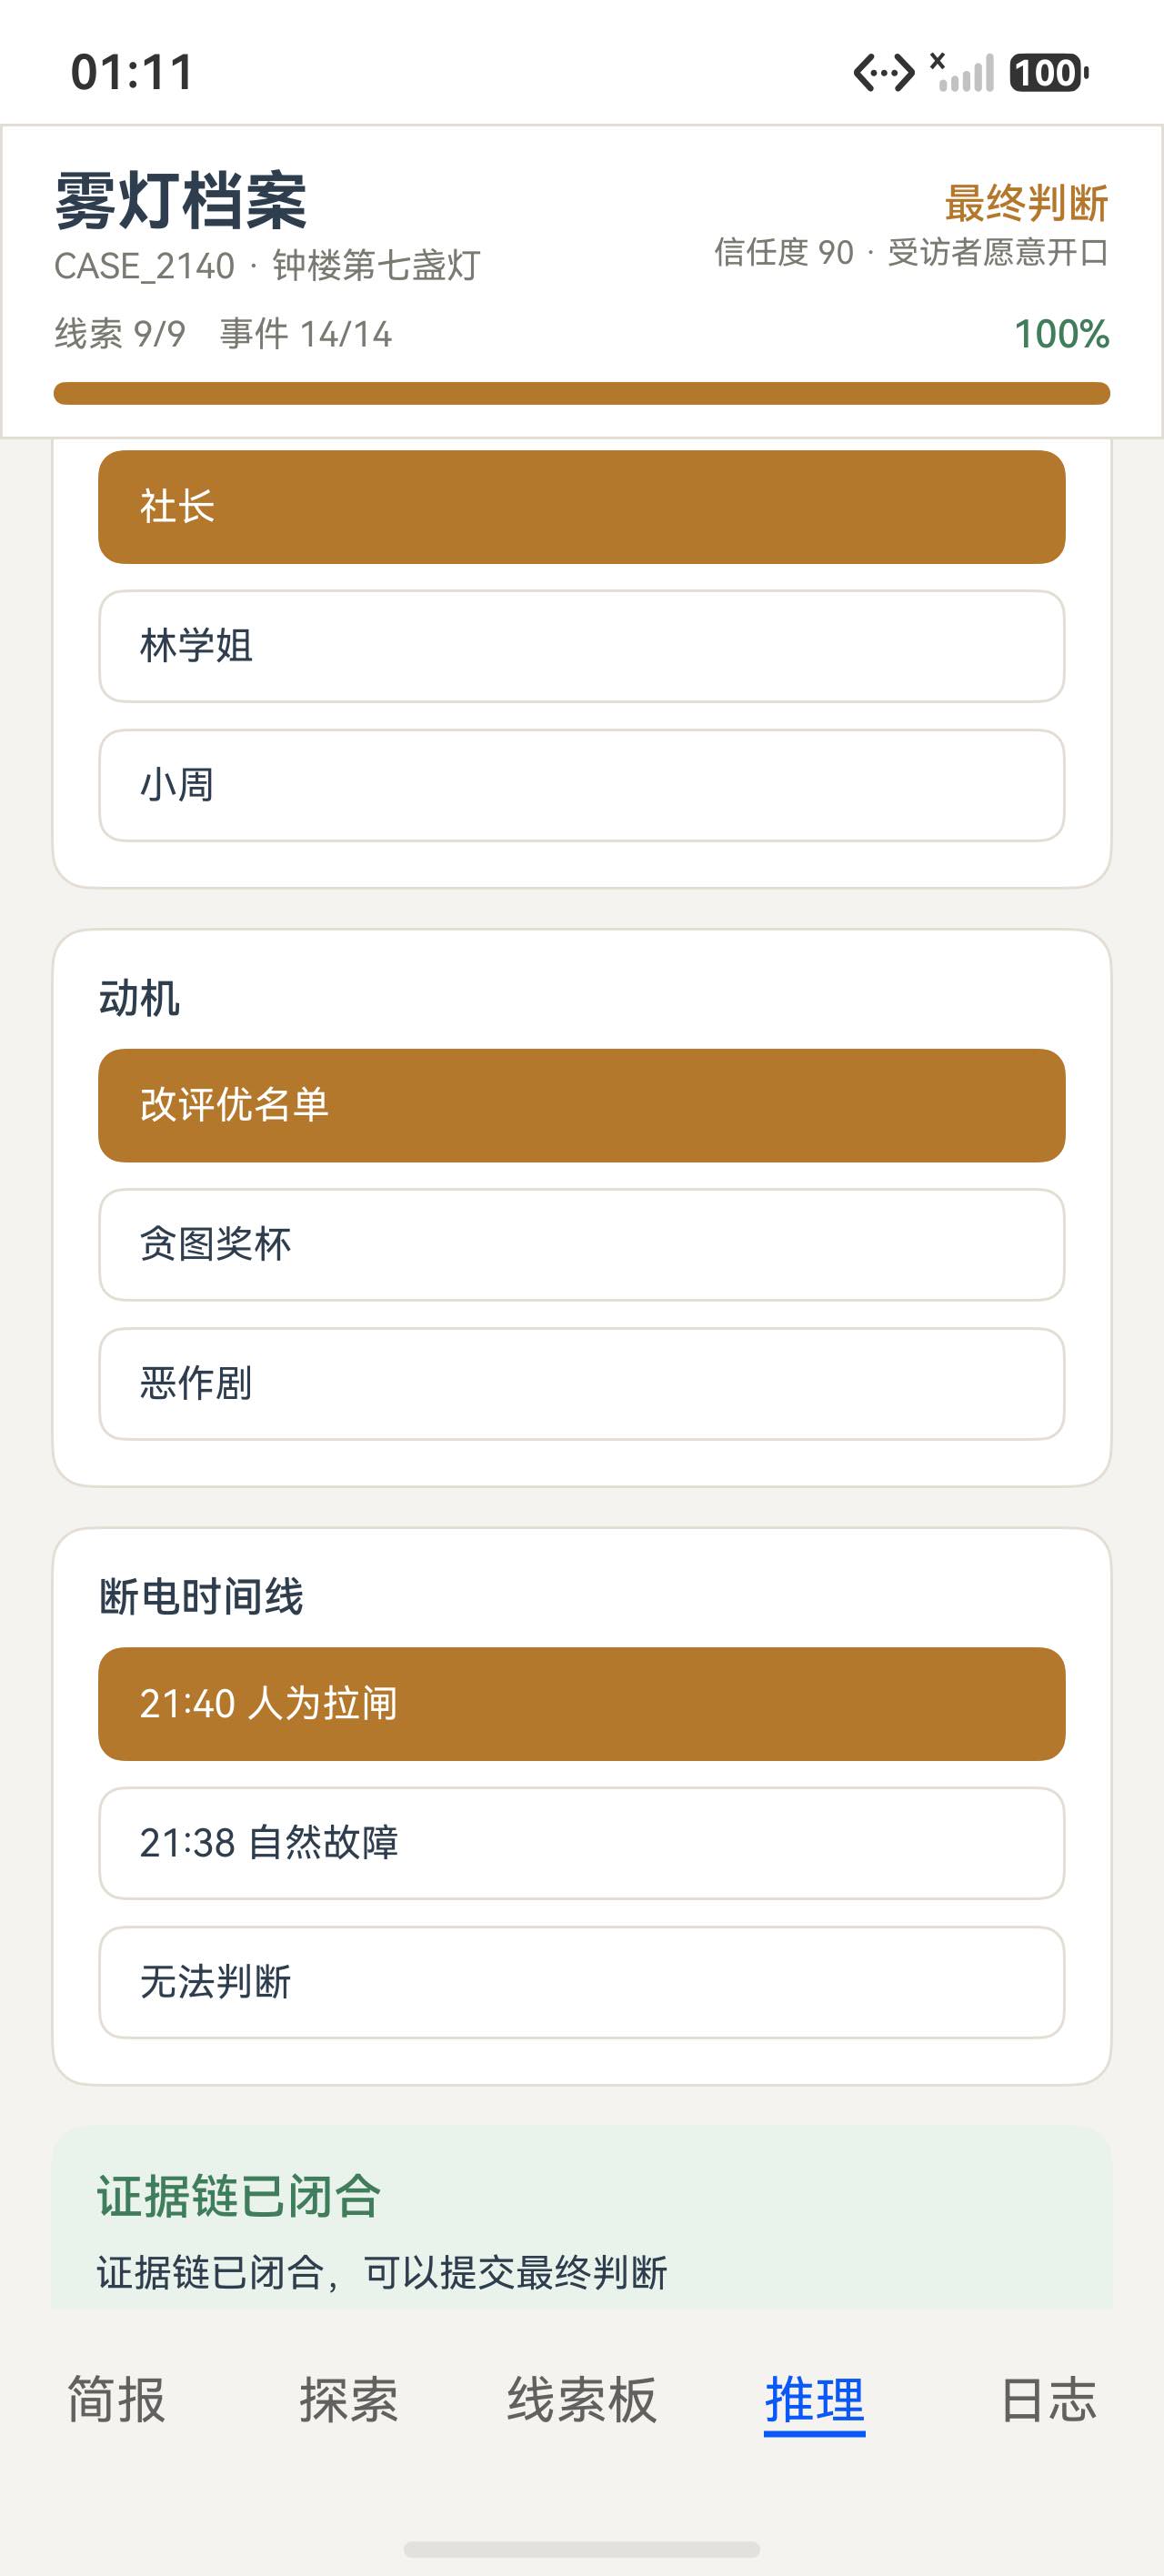 01:11
100
雾灯档案
最终判断
CASE_2140 · 钟楼第七盏灯
信任度 90 · 受访者愿意开口
线索 9/9 事件 14/14
100%
社长
林学姐
小周
动机
改评优名单
贪图奖杯
恶作剧
断电时间线
21:40 人为拉闸
21:38 自然故障
无法判断
证据链已闭合
证据链已闭合，可以提交最终判断
简报 探索 线索板 推理 日志